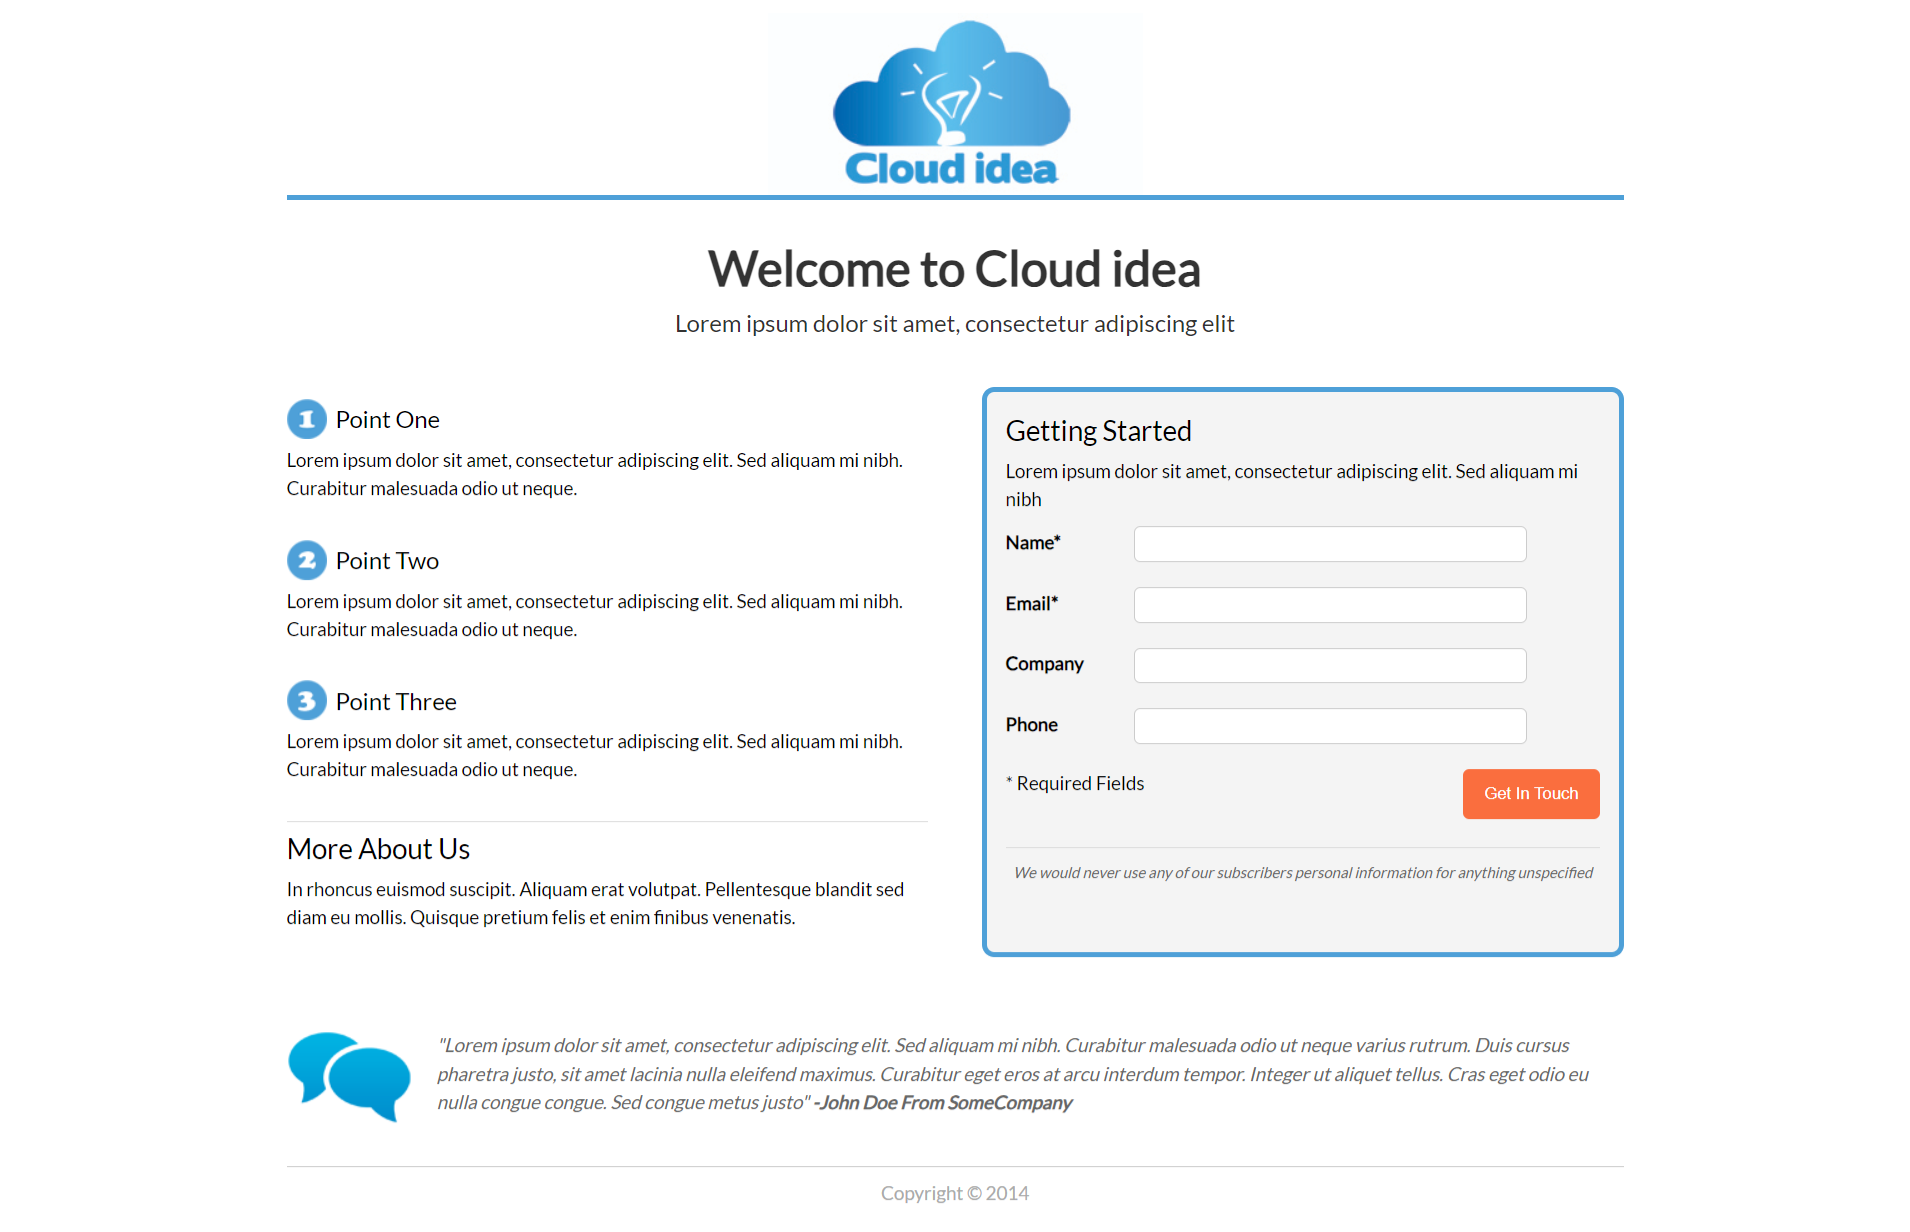 Cloud idea
Welcome to Cloud idea
Lorem ipsum dolor sit amet, consectetur adipiscing elit
1 Point One
Lorem ipsum dolor sit amet, consectetur adipiscing elit. Sed aliquam mi nibh.
Curabitur malesuada odio ut neque.
2 Point Two
Lorem ipsum dolor sit amet, consectetur adipiscing elit. Sed aliquam mi nibh.
Curabitur malesuada odio ut neque.
3 Point Three
Lorem ipsum dolor sit amet, consectetur adipiscing elit. Sed aliquam mi nibh.
Curabitur malesuada odio ut neque.
More About Us
In rhoncus euismod suscipit. Aliquam erat volutpat. Pellentesque blandit sed
diam eu mollis. Quisque pretium felis et enim finibus venenatis.
Getting Started
Lorem ipsum dolor sit amet, consectetur adipiscing elit. Sed aliquam mi
nibh
Name*
Email*
Company
Phone
* Required Fields
Get In Touch
We would never use any of our subscribers personal information for anything unspecified
"Lorem ipsum dolor sit amet, consectetur adipiscing elit. Sed aliquam mi nibh. Curabitur malesuada odio ut neque varius rutrum. Duis cursus
pharetra justo, sit amet lacinia nulla eleifend maximus. Curabitur eget eros at arcu interdum tempor. Integer ut aliquet tellus. Cras eget odio eu
nulla congue congue. Sed congue metus justo" -John Doe From SomeCompany
Copyright © 2014